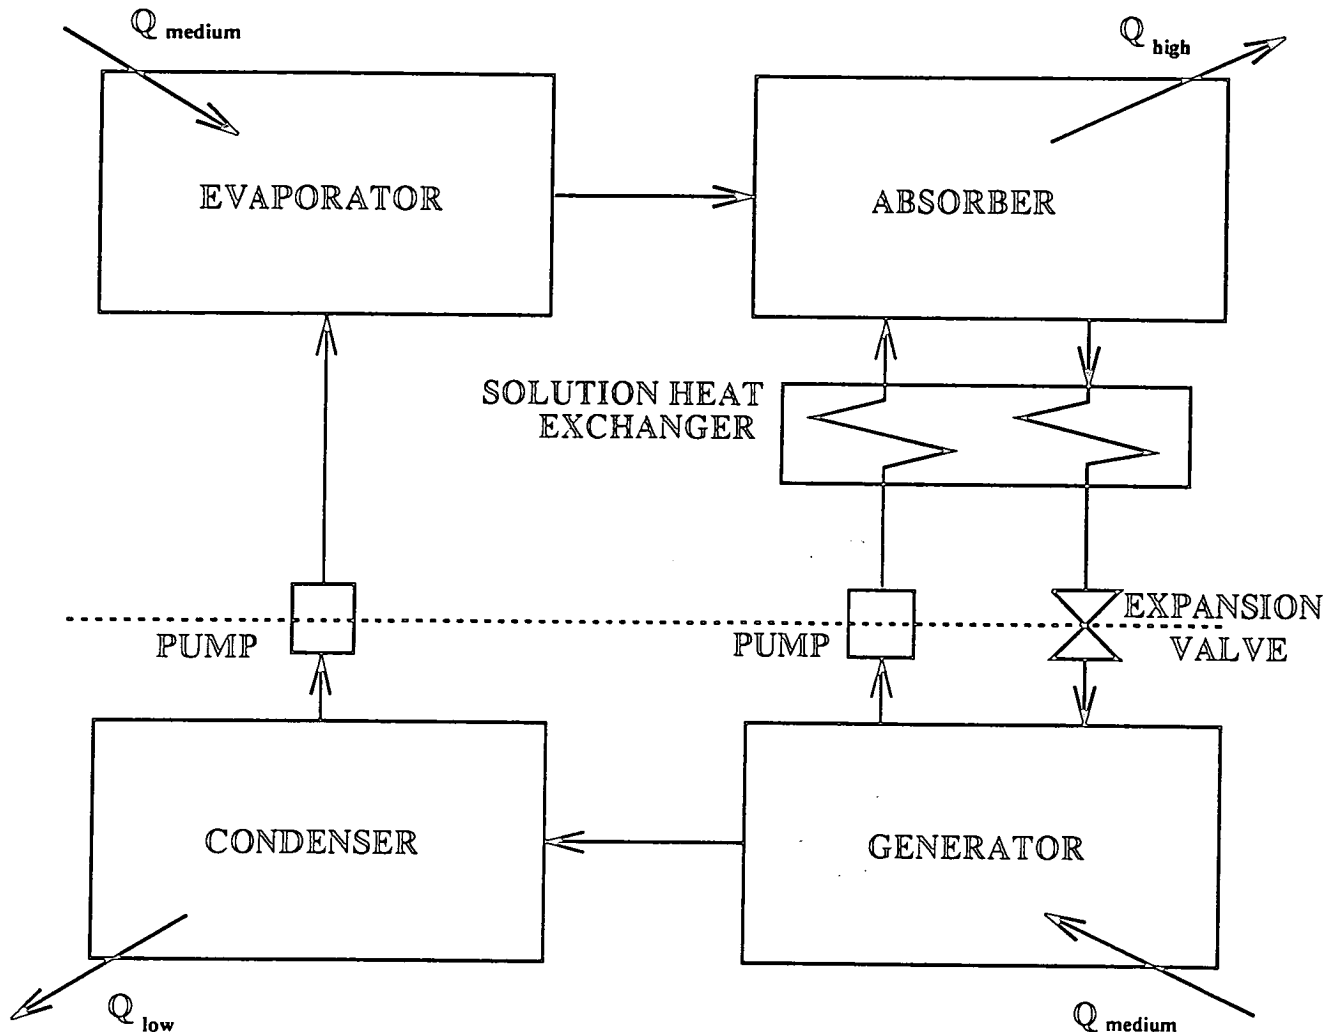 Q medium
Q high
EVAPORATOR
ABSORBER
SOLUTION HEAT
EXCHANGER
EXPANSION
VALVE
PUMP
PUMP
CONDENSER
GENERATOR
Q low
Q medium